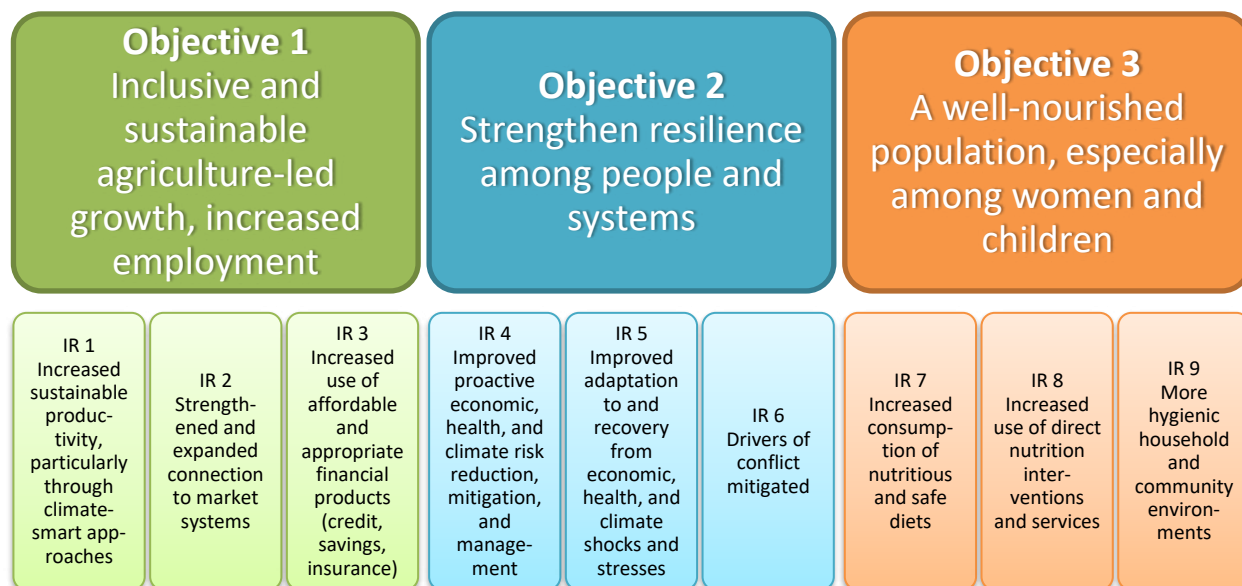 Objective 1
Inclusive and
sustainable
agriculture-led
growth, increased
employment
Objective 2
Strengthen resilience
among people and
systems
Objective 3
A well-nourished
population, especially
among women and
children
IR 1
Increased
sustainable
produc-
tivity,
particularly
through
climate-
smart app-
roaches
IR 2
Strength-
ened and
expanded
connection
to market
systems
IR 3
Increased
use of
affordable
and
appropriate
financial
products
(credit,
savings,
insurance)
IR 4
Improved
proactive
economic,
health, and
climate risk
reduction,
mitigation,
and
manage-
ment
IR 5
Improved
adaptation
to and
recovery
from
economic,
health, and
climate
shocks and
stresses
IR 6
Drivers of
conflict
mitigated
IR 7
Increased
consump-
tion of
nutritious
and safe
diets
IR 8
Increased
use of direct
nutrition
inter-
ventions
and services
IR 9
More
hygienic
household
and
community
environ-
ments